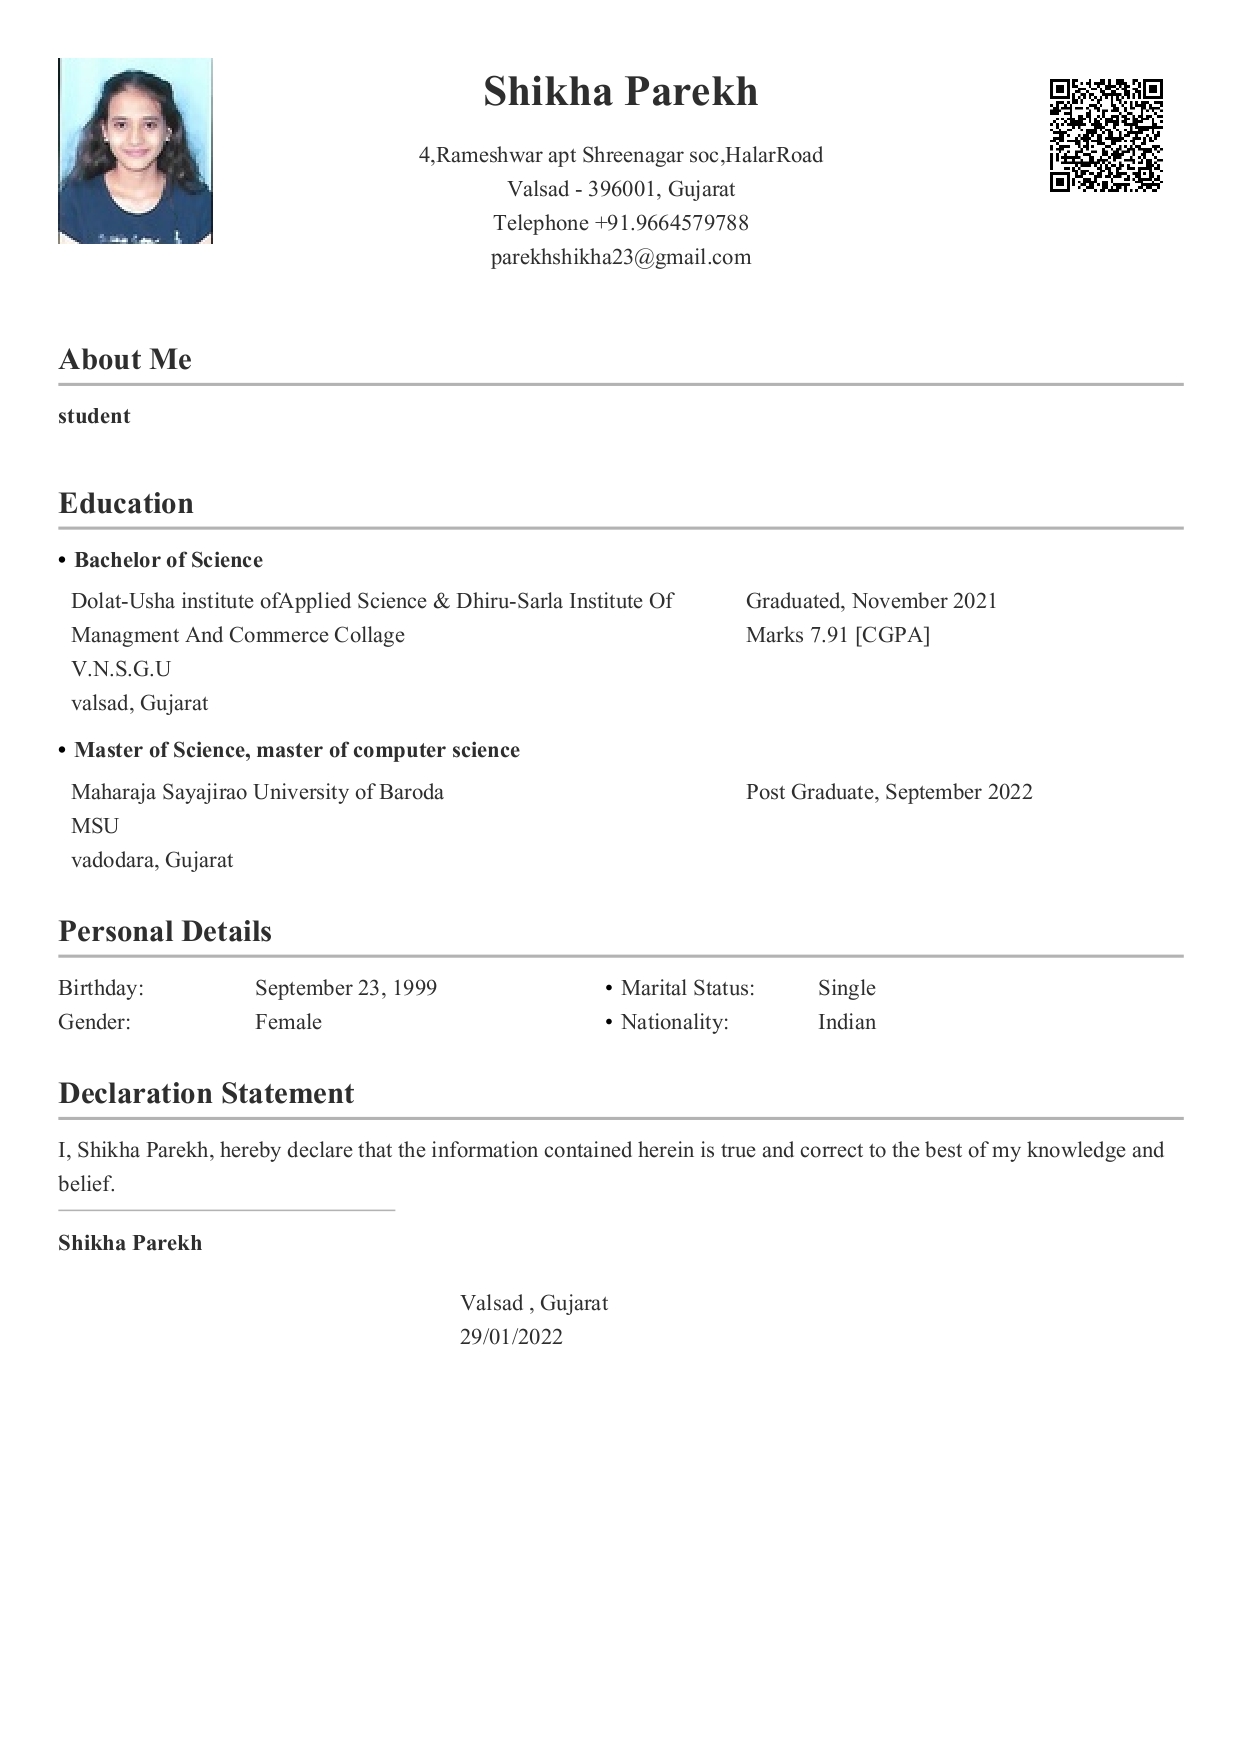 Shikha Parekh
4,Rameshwar apt Shreenagar soc,HalarRoad
Valsad - 396001, Gujarat
Telephone +91.9664579788
parekhshikha23@gmail.com
About Me
student
Education
• Bachelor of Science
Dolat-Usha institute ofApplied Science & Dhiru-Sarla Institute Of
Managment And Commerce Collage
V.N.S.G.U
valsad, Gujarat
Graduated, November 2021
Marks 7.91 [CGPA]
• Master of Science, master of computer science
Maharaja Sayajirao University of Baroda
MSU
vadodara, Gujarat
Post Graduate, September 2022
Personal Details
Birthday: September 23, 1999 • Marital Status: Single
Gender: Female • Nationality: Indian
Declaration Statement
I, Shikha Parekh, hereby declare that the information contained herein is true and correct to the best of my knowledge and
belief.
Shikha Parekh
Valsad , Gujarat
29/01/2022